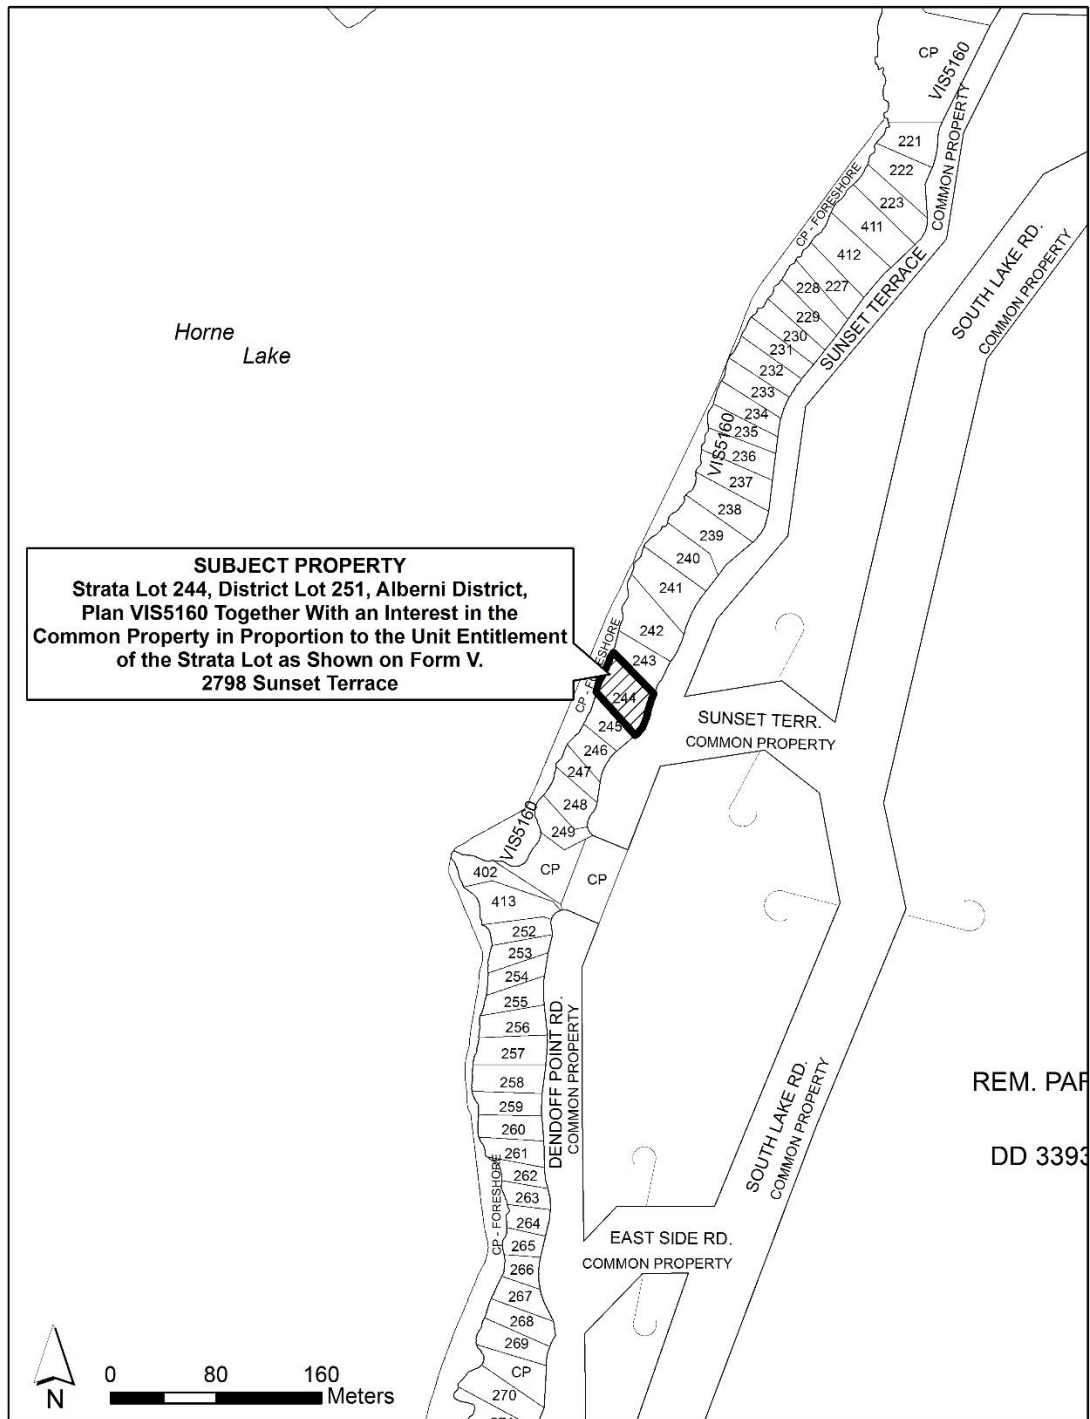 CP
VIS5160
COMMON PROPERTY
221
222
223
411
412
CP - FORESHORE
228
227
229
230
231
232
233
234
235
236
237
238
239
240
241
242
243
244
245
246
247
248
249
SUNSET TERRACE
SOUTH LAKE RD.
COMMON PROPERTY
Horne
Lake
VIS5160
SUBJECT PROPERTY
Strata Lot 244, District Lot 251, Alberni District,
Plan VIS5160 Together With an Interest in the
Common Property in Proportion to the Unit Entitlement
of the Strata Lot as Shown on Form V.
2798 Sunset Terrace
CP - F
ESHORE
SUNSET TERR.
COMMON PROPERTY
VIS5160
CP
CP
402
413
252
253
254
255
256
257
258
259
260
261
262
263
264
265
266
267
268
269
CP
270
DENDOFF POINT RD.
COMMON PROPERTY
CP - FORESHORE
SOUTH LAKE RD.
COMMON PROPERTY
REM. PAR
DD 3393
EAST SIDE RD.
COMMON PROPERTY
N
0 80 160
Meters